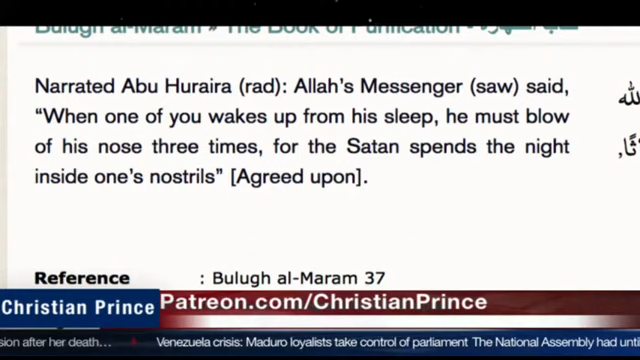 Bulugh al-Maram » The Book of Purification - كتاب الطهارة
Narrated Abu Huraira (rad): Allah's Messenger (saw) said,
"When one of you wakes up from his sleep, he must blow
of his nose three times, for the Satan spends the night
inside one's nostrils" [Agreed upon].
الله
Reference : Bulugh al-Maram 37
Christian Prince
Patreon.com/ChristianPrince
sion after her death...
Venezuela crisis: Maduro loyalists take control of parliament The National Assembly had unti